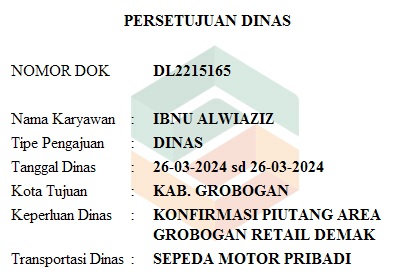 PERSETUJUAN DINAS
NOMOR DOK DL2215165
Nama Karyawan : IBNU ALWIAZIZ
Tipe Pengajuan : DINAS
Tanggal Dinas : 26-03-2024 sd 26-03-2024
Kota Tujuan : KAB. GROBOGAN
Keperluan Dinas : KONFIRMASI PIUTANG AREA
GROBOGAN RETAIL DEMAK
Transportasi Dinas : SEPEDA MOTOR PRIBADI